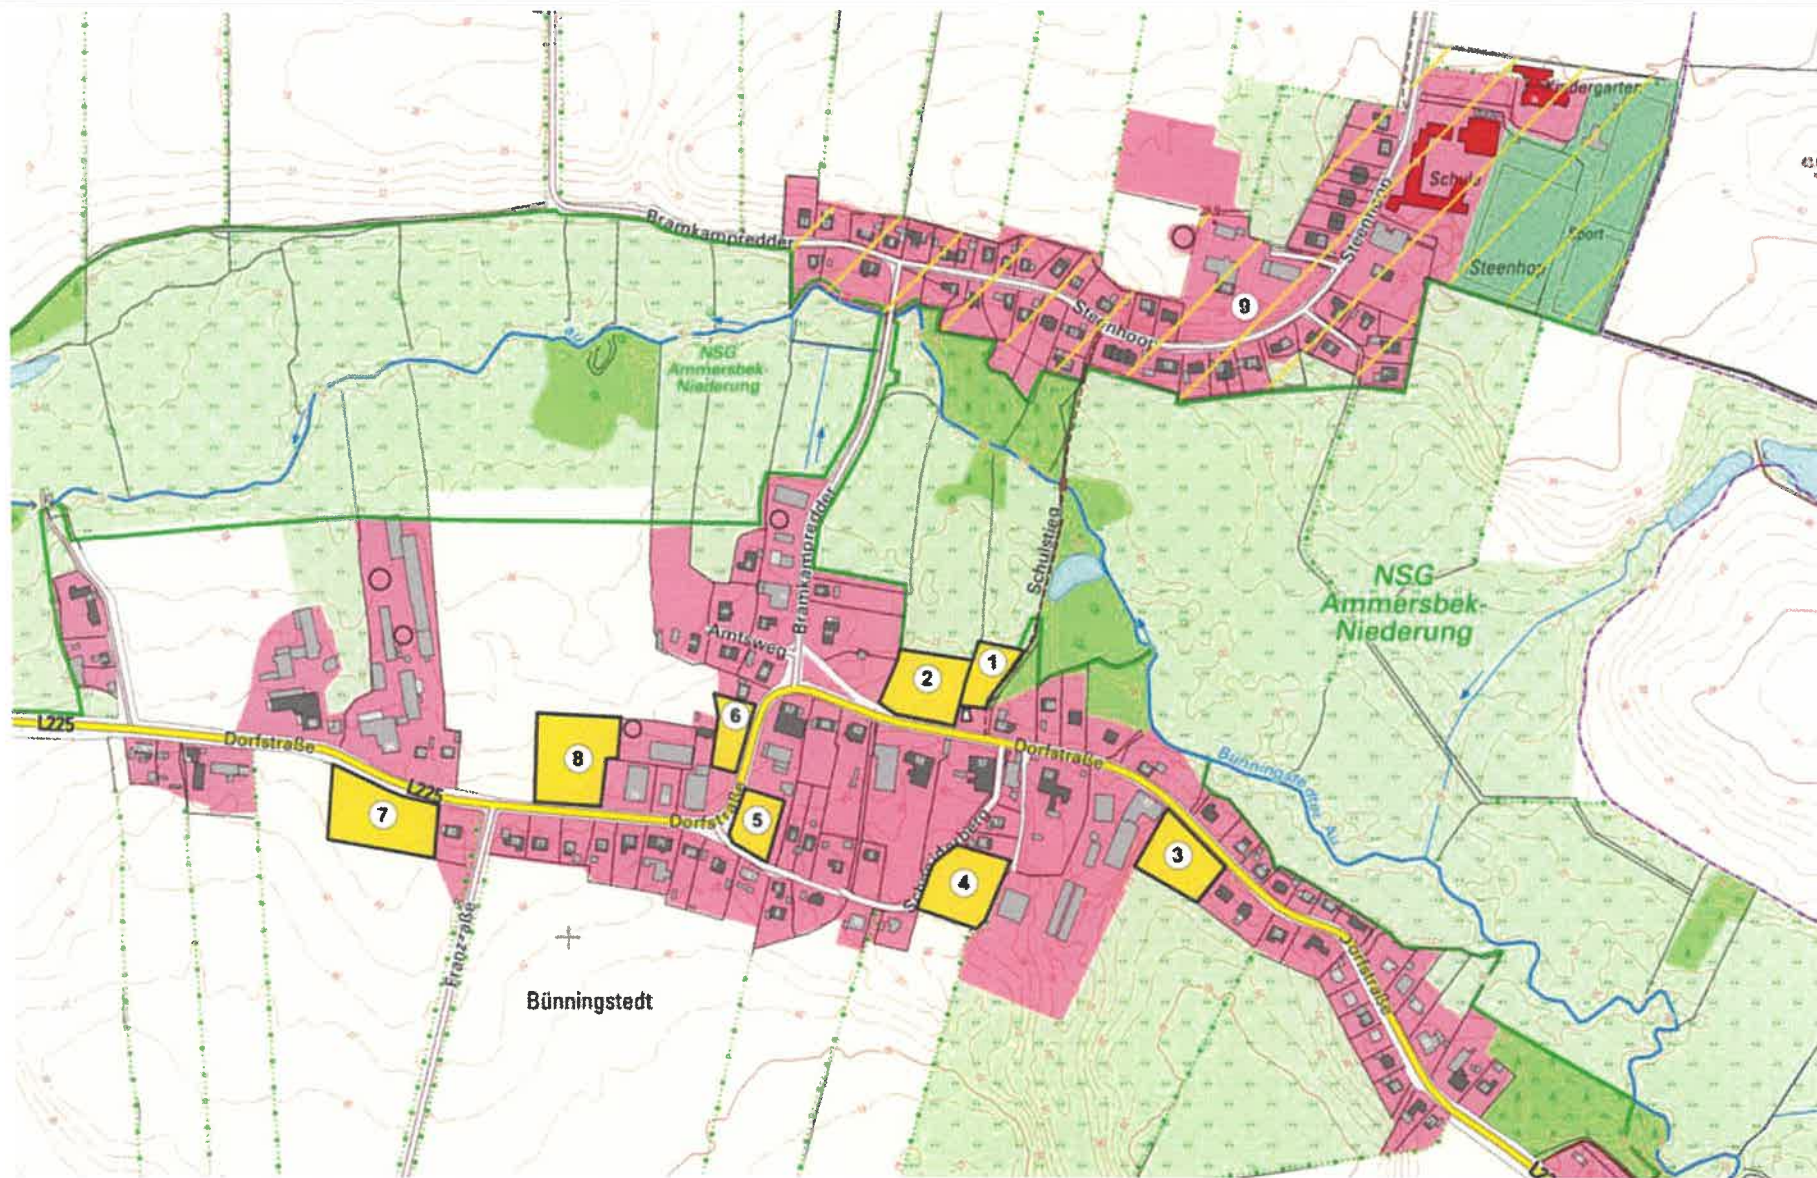 Kindergarten
Schule
Sport-
Steenhop
Steenhoop
Bramkampredder
9
Steenhoop
NSG
Ammersbek-
Niederung
Bramkampredder
Schulstieg
NSG
Ammersbek-
Niederung
Amtsweg
1
2
6
L225
Dorfstraße
8
L225
7
Dorfstraße
5
Dorfstraße
Bünningstedter Au
3
4
Dorfstraße
Bünningstedt